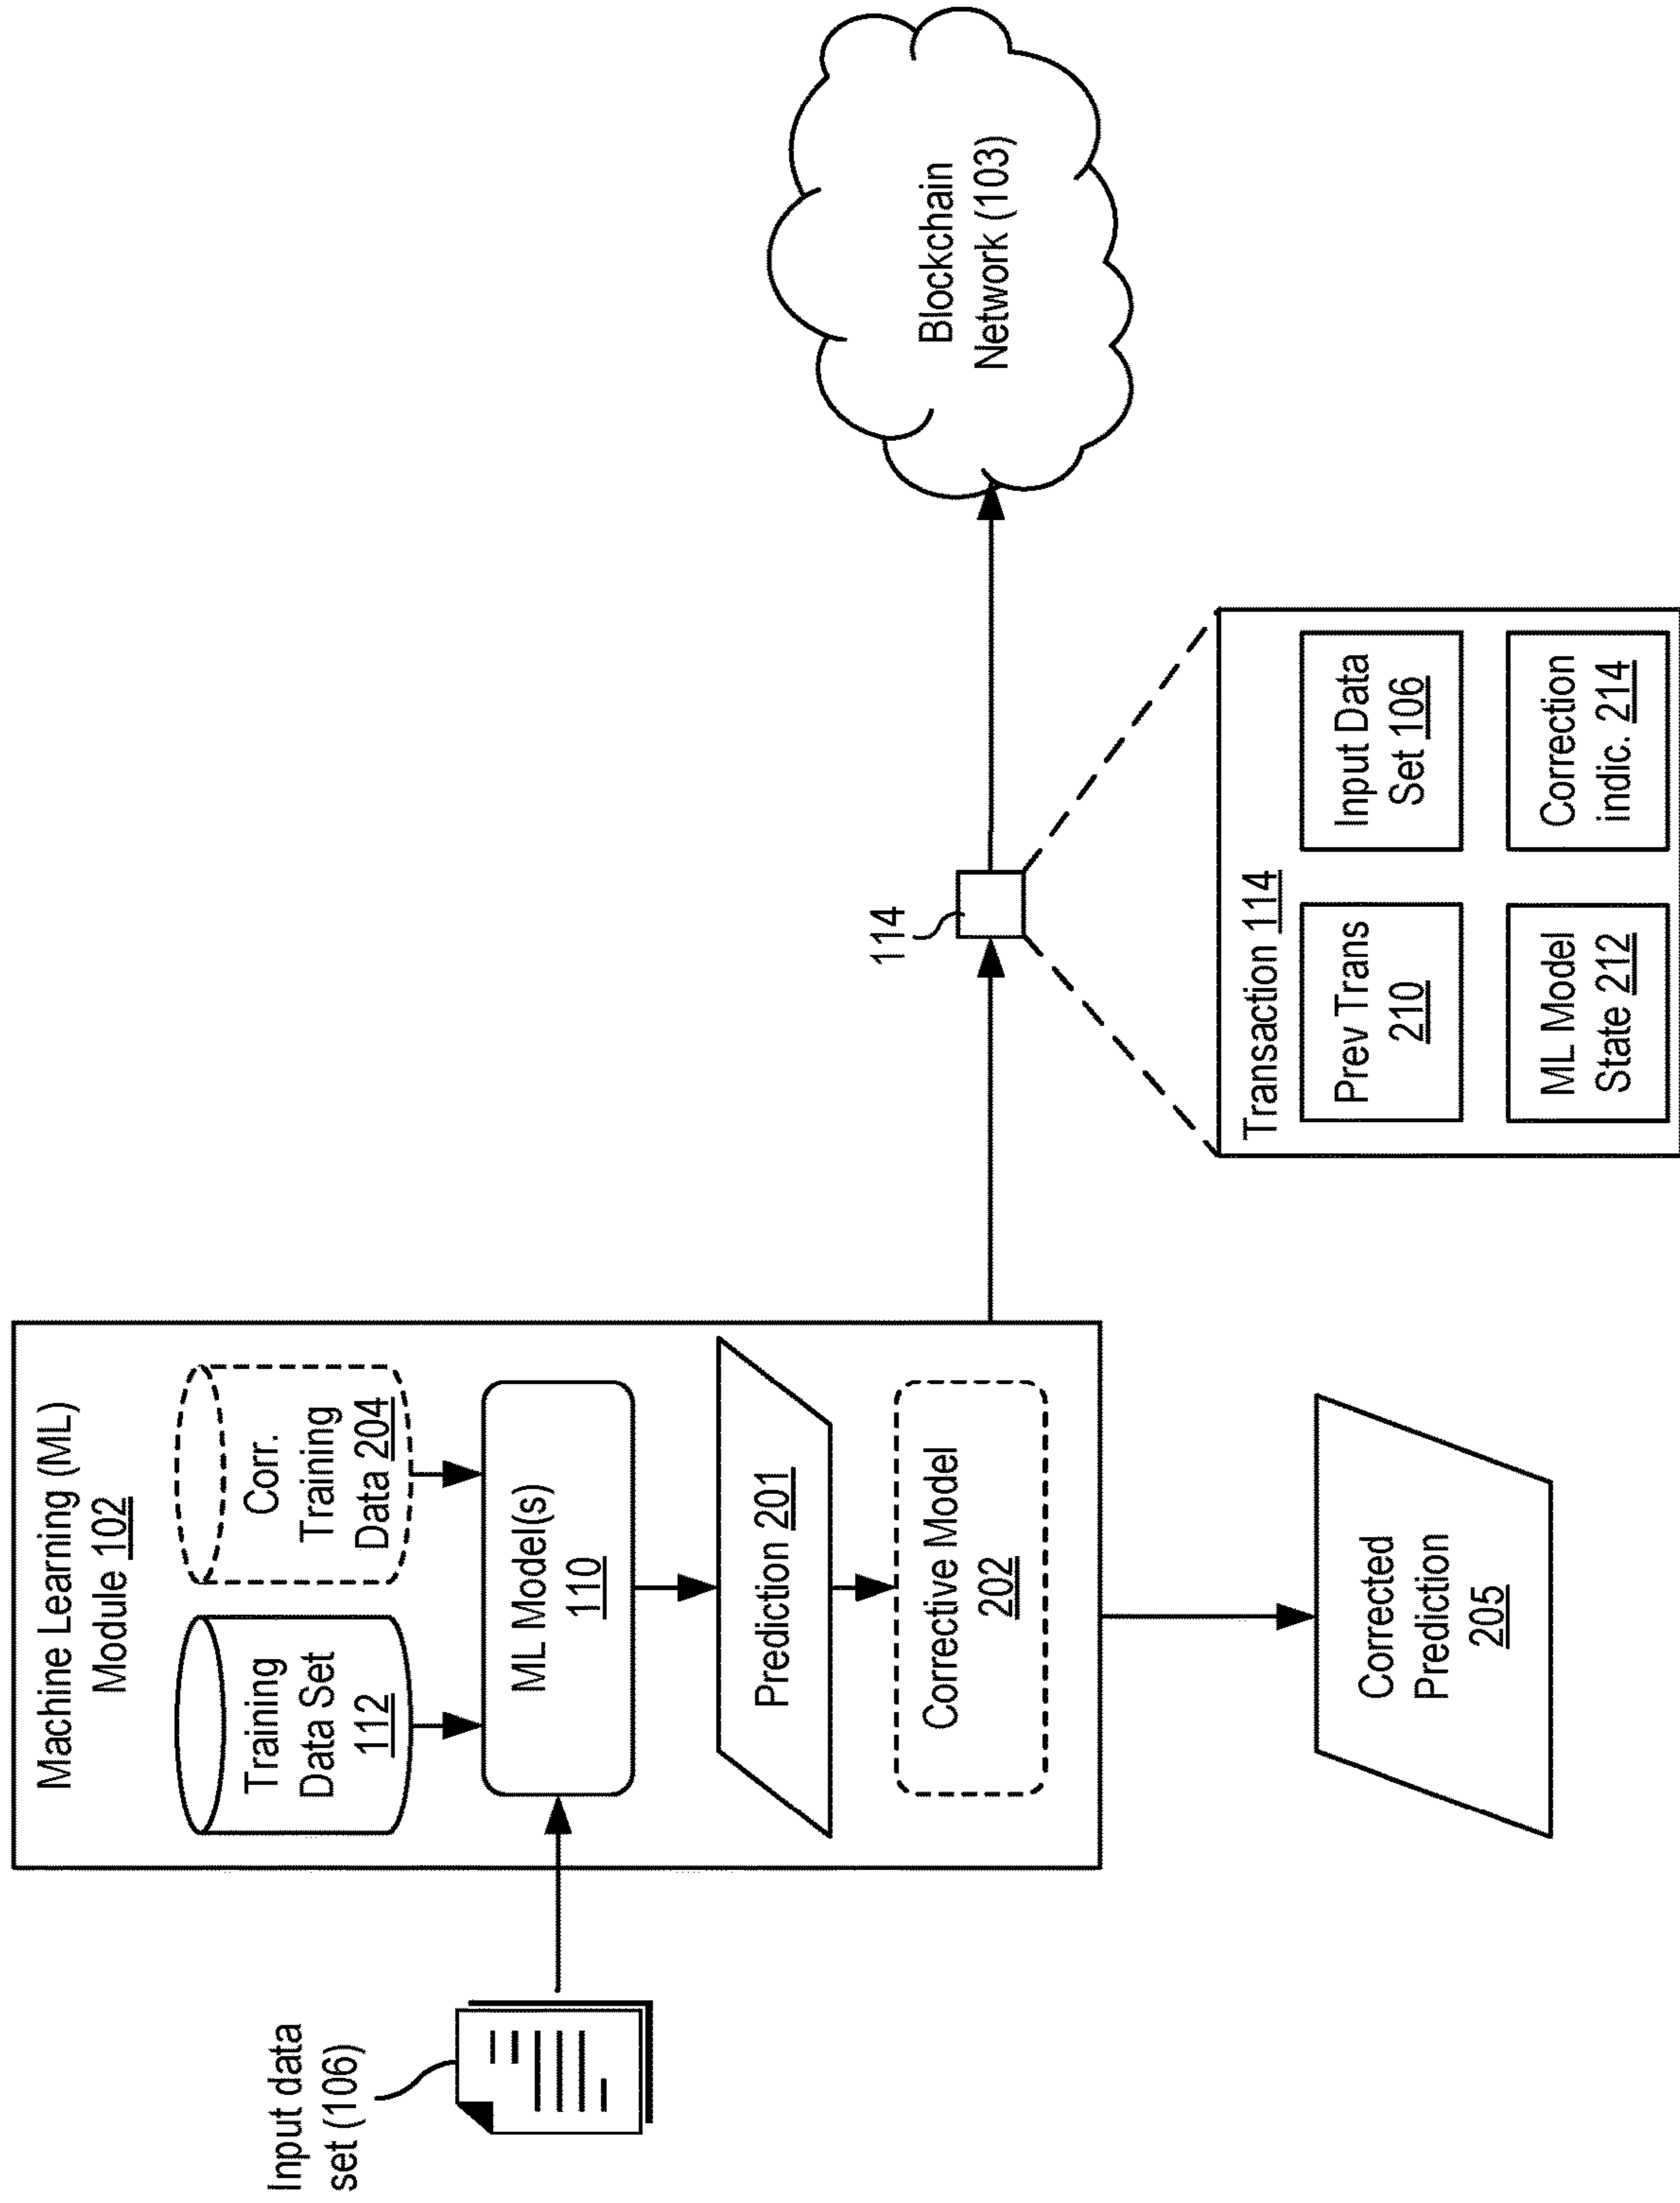 Input data
set (106)
Machine Learning (ML)
Module 102
Training
Data Set
112
Corr.
Training
Data 204
ML Model(s)
110
Prediction 201
Corrective Model
202
Corrected
Prediction
205
114
Transaction 114
Prev Trans
210
Input Data
Set 106
ML Model
State 212
Correction
indic. 214
Blockchain
Network (103)